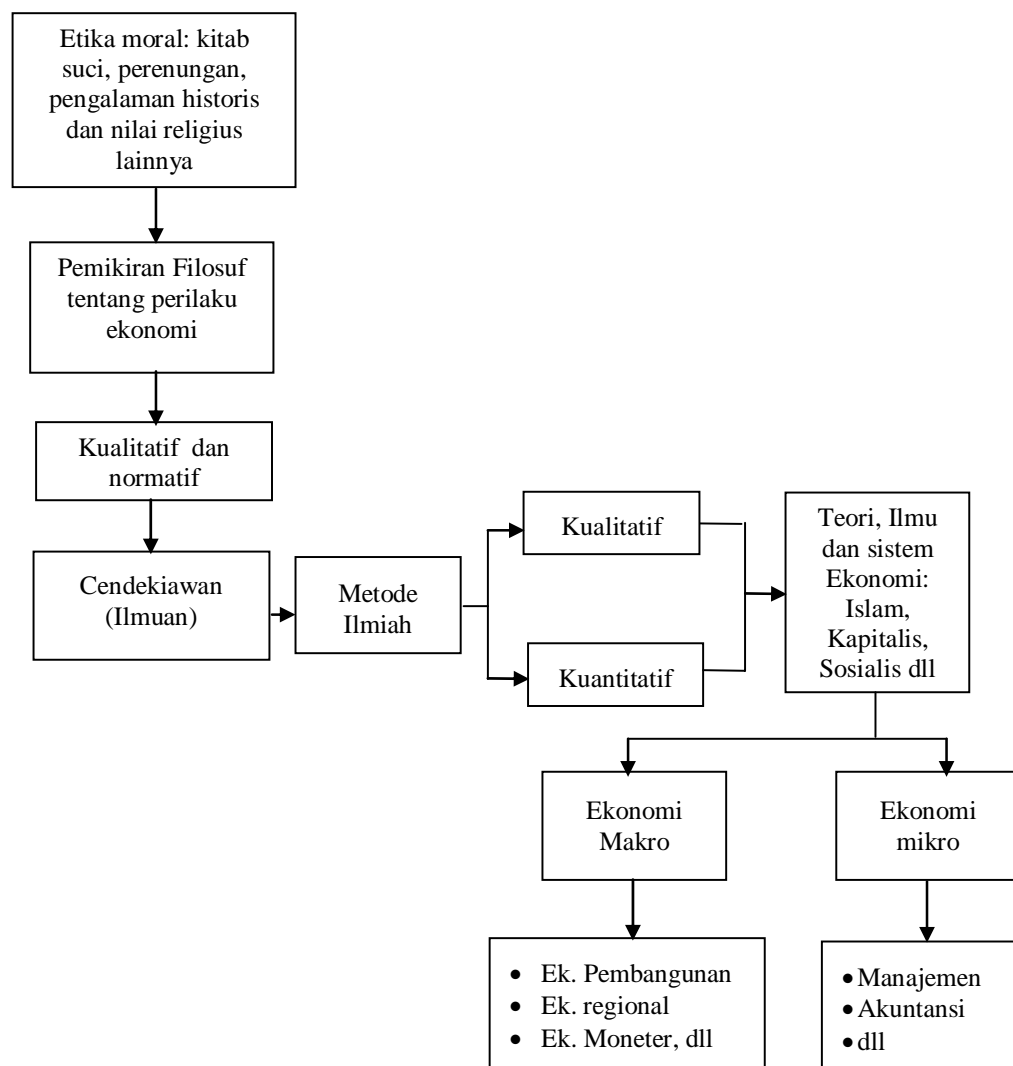 Etika moral: kitab
suci, perenungan,
pengalaman historis
dan nilai religius
lainnya
Pemikiran Filosuf
tentang perilaku
ekonomi
Kualitatif dan
normatif
Cendekiawan
(Ilmuan)
Metode
Ilmiah
Kualitatif
Kuantitatif
Teori, Ilmu
dan sistem
Ekonomi:
Islam,
Kapitalis,
Sosialis dll
Ekonomi
Makro
Ekonomi
mikro
• Ek. Pembangunan
• Ek. regional
• Ek. Moneter, dll
• Manajemen
• Akuntansi
• dll